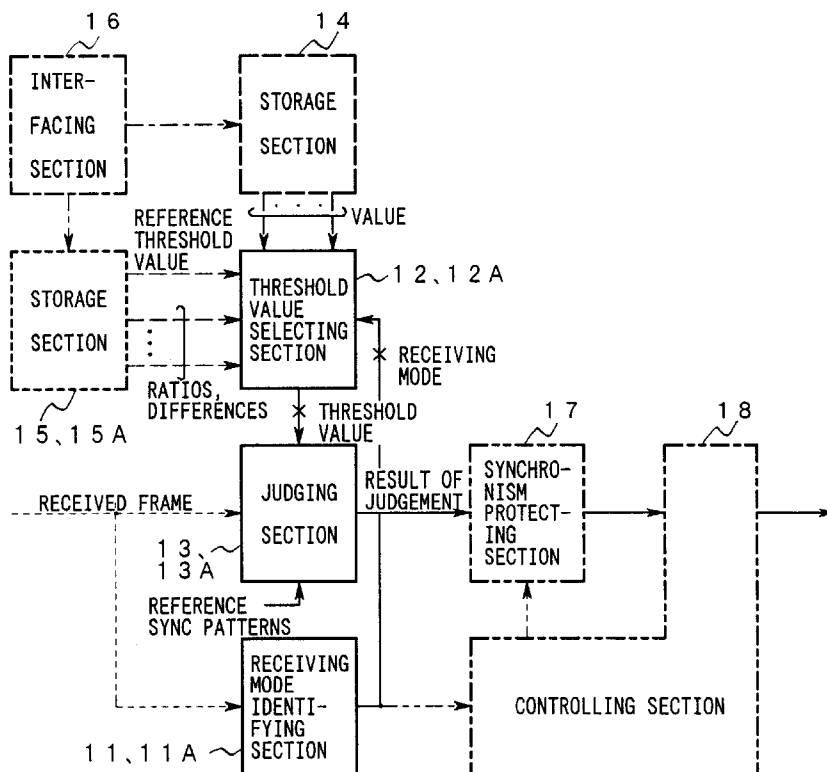 16
14
INTER-
FACING
SECTION
STORAGE
SECTION
REFERENCE
THRESHOLD
VALUE
VALUE
12、12A
STORAGE
SECTION
THRESHOLD
VALUE
SELECTING
SECTION
RECEIVING
MODE
RATIOS,
DIFFERENCES
15、15A
THRESHOLD
VALUE
17
18
RECEIVED FRAME
JUDGING
SECTION
RESULT OF
JUDGEMENT
SYNCHRO-
NISM
PROTECT-
ING
SECTION
13、
13A
REFERENCE
SYNC PATTERNS
RECEIVING
MODE
IDENTI-
FYING
SECTION
CONTROLLING SECTION
11,11A